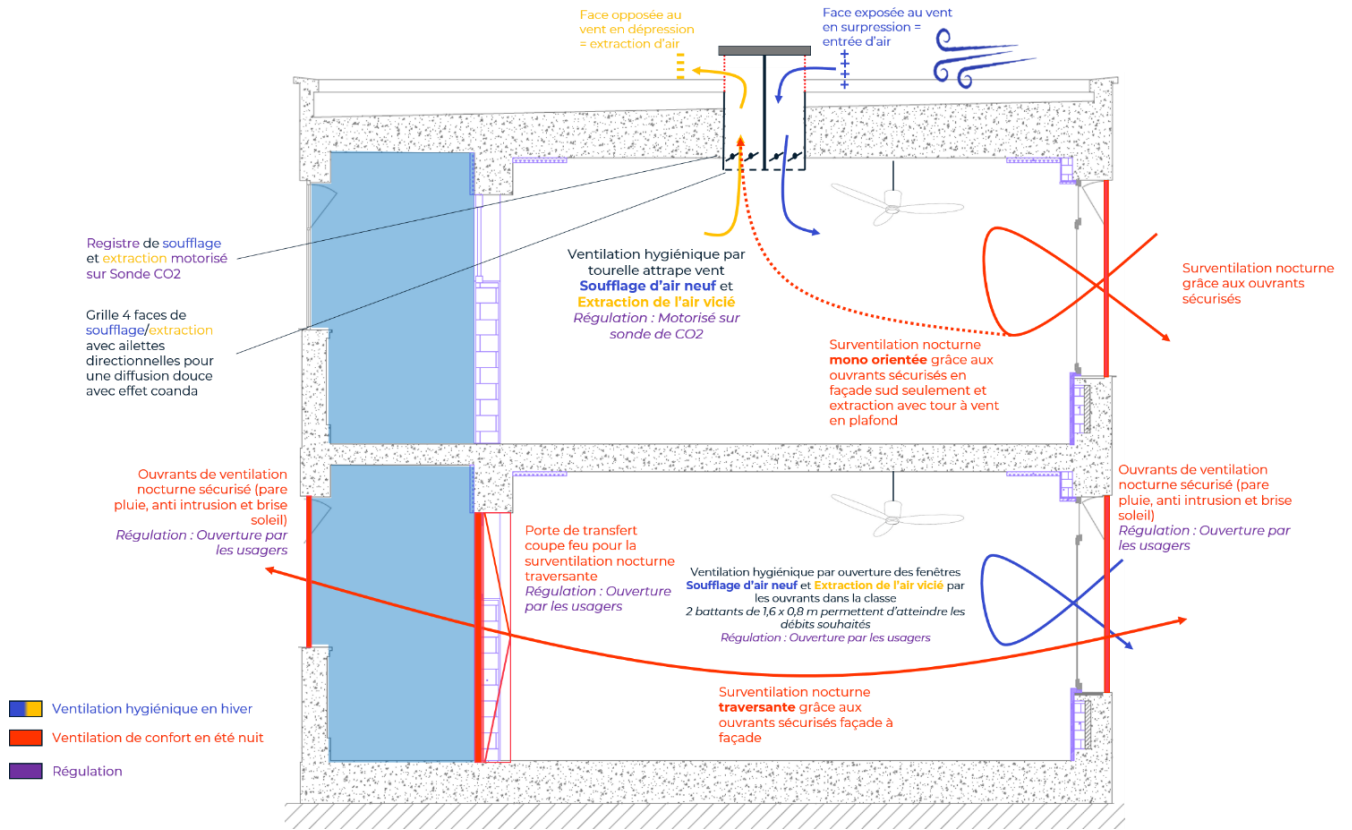 Face opposée au
vent en dépression
= extraction d'air
Face exposée au vent
en surpression =
entrée d'air
Registre de soufflage
et extraction motorisé
sur Sonde CO2
Grille 4 faces de
soufflage/extraction
avec ailettes
directionnelles pour
une diffusion douce
avec effet coanda
Ventilation hygiénique par
tourelle attrape vent
Soufflage d'air neuf et
Extraction de l'air vicié
Régulation : Motorisé sur
sonde de CO2
Surventilation nocturne
grâce aux ouvrants
sécurisés
Surventilation nocturne
mono orientée grâce aux
ouvrants sécurisés en
façade sud seulement et
extraction avec tour à vent
en plafond
Ouvrants de ventilation
nocturne sécurisé (pare
pluie, anti intrusion et brise
soleil)
Régulation : Ouverture par
les usagers
Porte de transfert
coupe feu pour la
surventilation nocturne
traversante
Régulation : Ouverture
par les usagers
Ventilation hygiénique par ouverture des fenêtres
Soufflage d'air neuf et Extraction de l'air vicié par
les ouvrants dans la classe
2 battants de 1,6 x 0,8 m permettent d'atteindre les
débits souhaités
Régulation : Ouverture par les usagers
Ouvrants de ventilation
nocturne sécurisé (pare
pluie, anti intrusion et brise
soleil)
Régulation : Ouverture par
les usagers
Surventilation nocturne
traversante grâce aux
ouvrants sécurisés façade à
façade
Ventilation hygiénique en hiver
Ventilation de confort en été nuit
Régulation